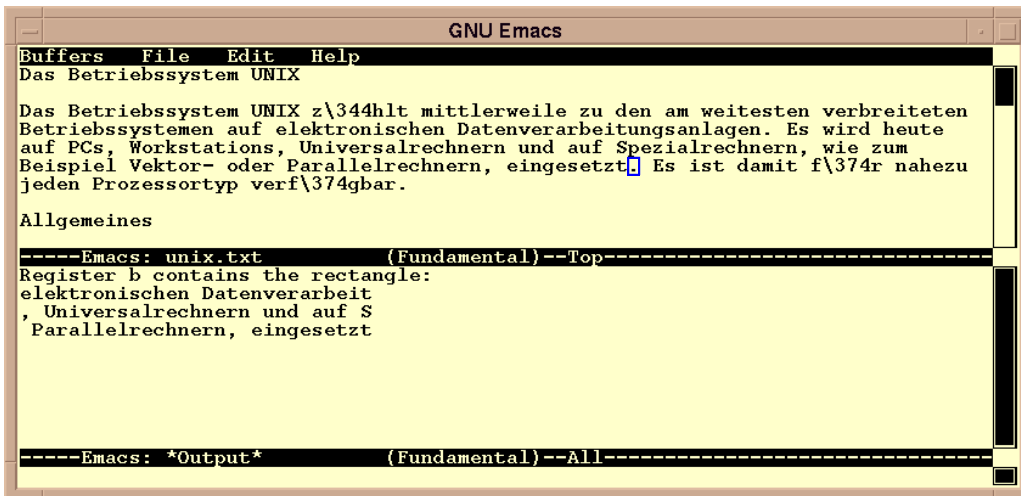 GNU Emacs
Buffers File Edit Help
Das Betriebssystem UNIX
Das Betriebssystem UNIX z\344hlt mittlerweile zu den am weitesten verbreiteten
Betriebssystemen auf elektronischen Datenverarbeitungsanlagen. Es wird heute
auf PCs, Workstations, Universalrechnern und auf Spezialrechnern, wie zum
Beispiel Vektor- oder Parallelrechnern, eingesetzt. Es ist damit f\374r nahezu
jeden Prozessortyp verf\374gbar.
Allgemeines
-----Emacs: unix.txt (Fundamental)--Top--------------------------------
Register b contains the rectangle:
elektronischen Datenverarbeit
, Universalrechnern und auf S
 Parallelrechnern, eingesetzt
-----Emacs: *Output* (Fundamental)--All--------------------------------